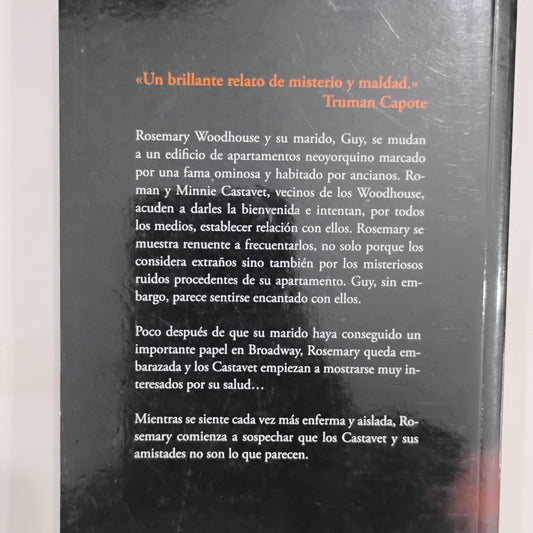 «Un brillante relato de misterio y maldad.»
Truman Capote
Rosemary Woodhouse y su marido, Guy, se mudan
a un edificio de apartamentos neoyorquino marcado
por una fama ominosa y habitado por ancianos. Ro-
man y Minnie Castavet, vecinos de los Woodhouse,
acuden a darles la bienvenida e intentan, por todos
los medios, establecer relación con ellos. Rosemary se
muestra renuente a frecuentarlos, no solo porque los
considera extraños sino también por los misteriosos
ruidos procedentes de su apartamento. Guy, sin em-
bargo, parece sentirse encantado con ellos.
Poco después de que su marido haya conseguido un
importante papel en Broadway, Rosemary queda em-
barazada y los Castavet empiezan a mostrarse muy in-
teresados por su salud…
Mientras se siente cada vez más enferma y aislada, Ro-
semary comienza a sospechar que los Castavet y sus
amistades no son lo que parecen.